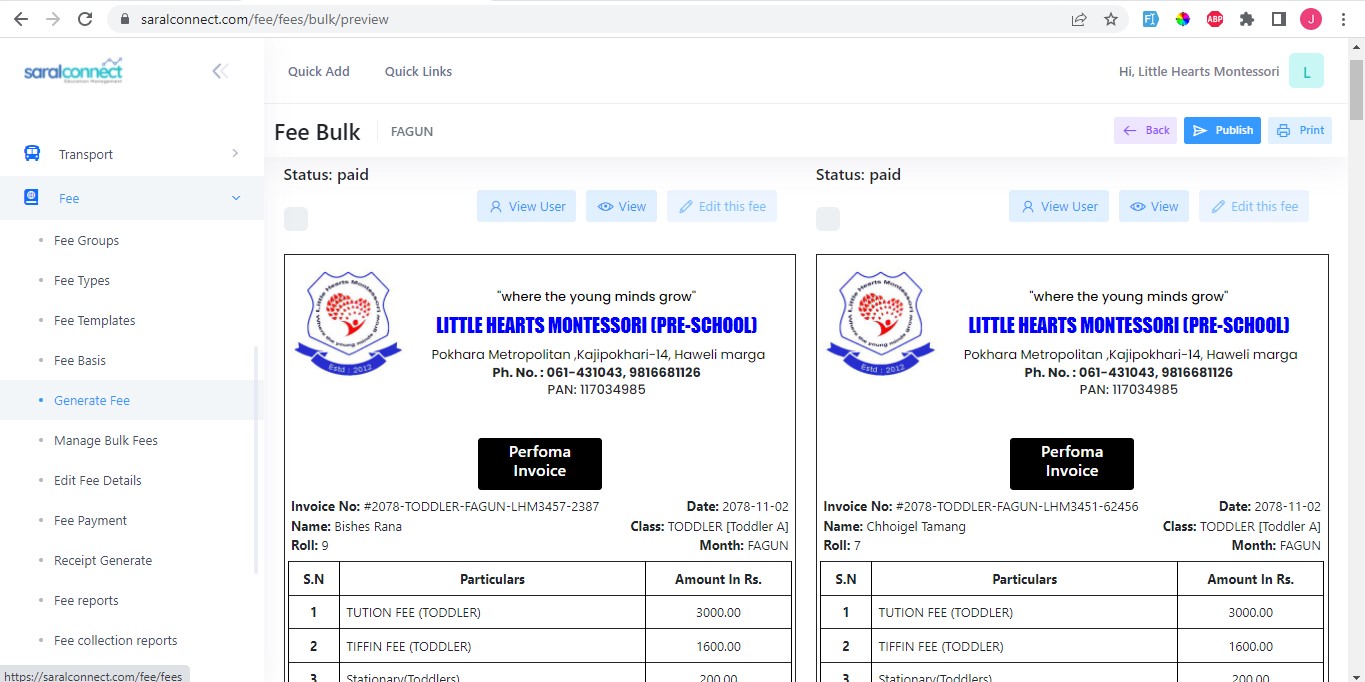 saralconnect.com/fee/fees/bulk/preview
ABP
J
saralconnect
Education Management
Quick Add
Quick Links
Hi, Little Hearts Montessori
L
Transport
Fee
Fee Groups
Fee Types
Fee Templates
Fee Basis
Generate Fee
Manage Bulk Fees
Edit Fee Details
Fee Payment
Receipt Generate
Fee reports
Fee collection reports
https://saralconnect.com/fee/fees
Fee Bulk
FAGUN
Back
Publish
Print
Status: paid
View User
View
Edit this fee
Little Hearts Montessori
where the young minds grow
Estd : 2012
"where the young minds grow"
LITTLE HEARTS MONTESSORI (PRE-SCHOOL)
Pokhara Metropolitan ,Kajipokhari-14, Haweli marga
Ph. No. : 061-431043, 9816681126
PAN: 117034985
Perfoma
Invoice
Invoice No: #2078-TODDLER-FAGUN-LHM3457-2387
Date: 2078-11-02
Name: Bishes Rana
Class: TODDLER [Toddler A]
Roll: 9
Month: FAGUN
S.N Particulars Amount In Rs.
1 TUTION FEE (TODDLER) 3000.00
2 TIFFIN FEE (TODDLER) 1600.00
3 Stationary(Toddlers) 200.00
Status: paid
View User
View
Edit this fee
Little Hearts Montessori
where the young minds grow
Estd : 2012
"where the young minds grow"
LITTLE HEARTS MONTESSORI (PRE-SCHOOL)
Pokhara Metropolitan ,Kajipokhari-14, Haweli marga
Ph. No. : 061-431043, 9816681126
PAN: 117034985
Perfoma
Invoice
Invoice No: #2078-TODDLER-FAGUN-LHM3451-62456
Date: 2078-11-02
Name: Chhoigel Tamang
Class: TODDLER [Toddler A]
Roll: 7
Month: FAGUN
S.N Particulars Amount In Rs.
1 TUTION FEE (TODDLER) 3000.00
2 TIFFIN FEE (TODDLER) 1600.00
3 Stationary(Toddlers) 200.00